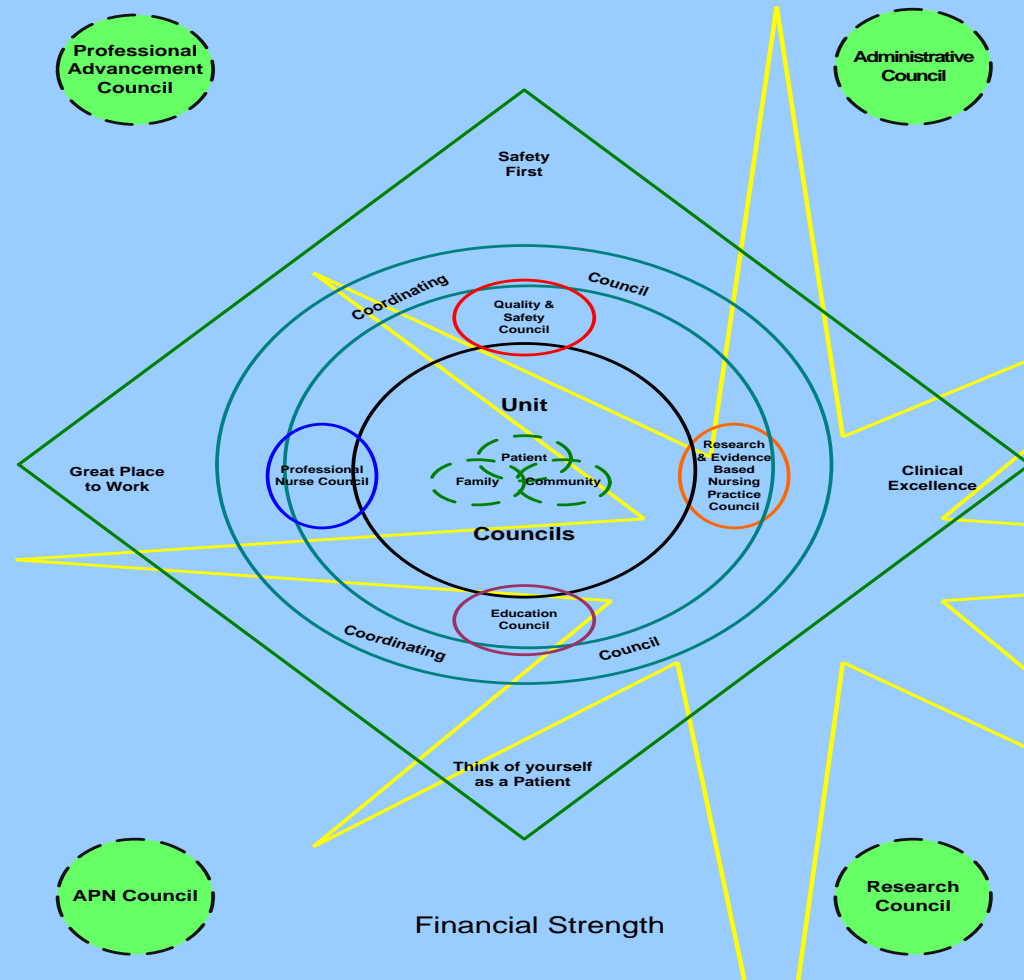 Professional
Advancement
Council
Administrative
Council
Safety
First
Coordinating
Council
Quality &
Safety
Council
Unit
Patient
Family
Community
Councils
Great Place
to Work
Professional
Nurse Council
Research
& Evidence
Based
Nursing
Practice
Council
Clinical
Excellence
Education
Council
Coordinating
Council
Think of yourself
as a Patient
APN Council
Research
Council
Financial Strength